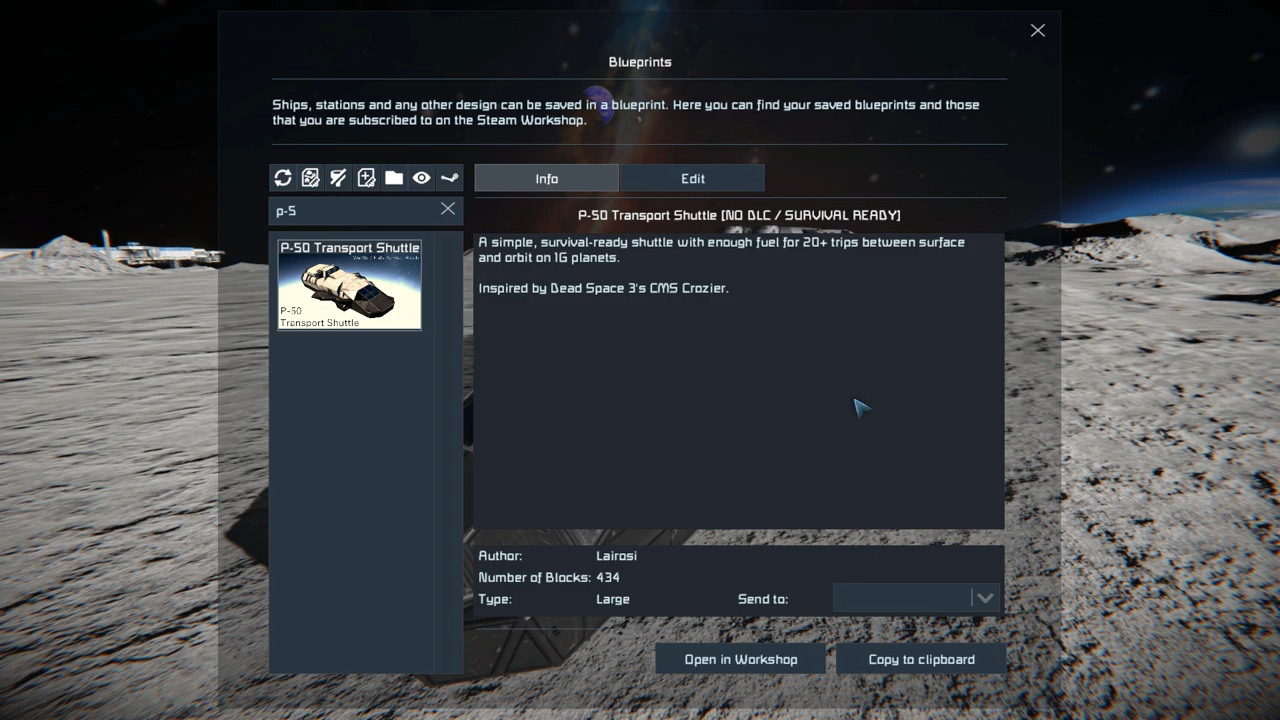 Blueprints
Ships, stations and any other design can be saved in a blueprint. Here you can find your saved blueprints and those
that you are subscribed to on the Steam Workshop.
p-5
Info
Edit
P-50 Transport Shuttle
P-50
Transport Shuttle
P-50 Transport Shuttle [NO DLC / SURVIVAL READY]
A simple, survival-ready shuttle with enough fuel for 20+ trips between surface
and orbit on 1G planets.
Inspired by Dead Space 3's CMS Crozier.
Author: Lairosi
Number of Blocks: 434
Type: Large
Send to:
Open in Workshop
Copy to clipboard